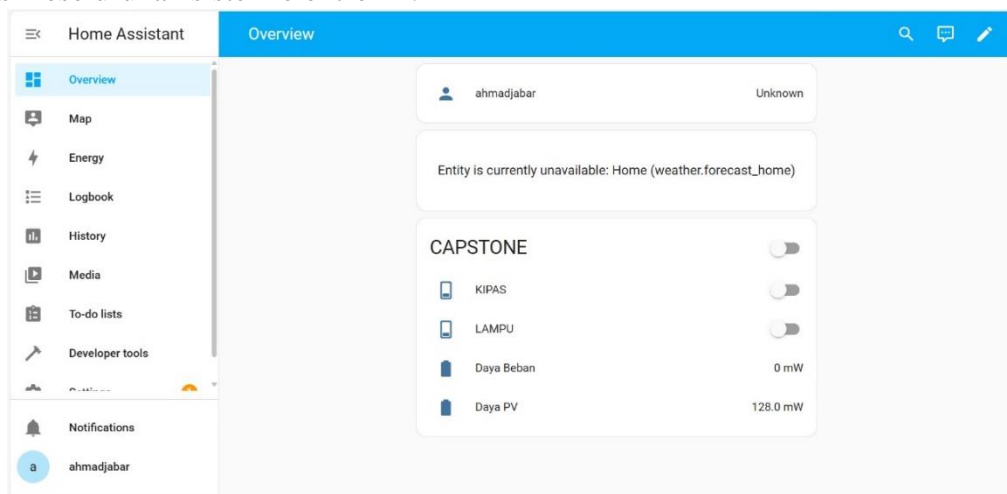 Home Assistant
Overview
Overview
Map
Energy
Logbook
History
Media
To-do lists
Developer tools
Notifications
a ahmadjabar
ahmadjabar Unknown
Entity is currently unavailable: Home (weather.forecast_home)
CAPSTONE
KIPAS
LAMPU
Daya Beban 0 mW
Daya PV 128.0 mW